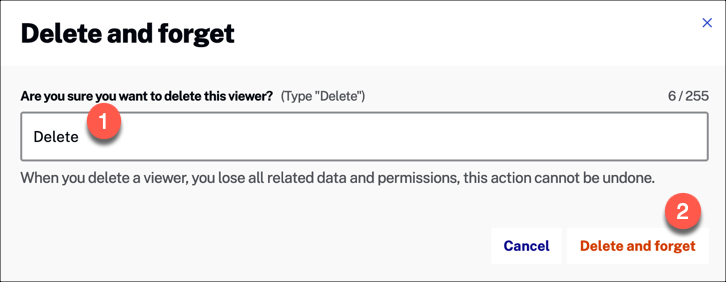 Delete and forget
Are you sure you want to delete this viewer? (Type "Delete") 6 / 255
1
Delete
When you delete a viewer, you lose all related data and permissions, this action cannot be undone.
2
Cancel Delete and forget